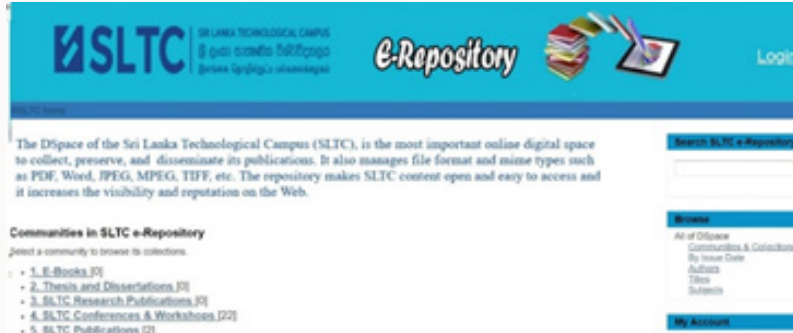 SLTC
SRI LANKA TECHNOLOGICAL CAMPUS
e-Repository
Login
The DSpace of the Sri Lanka Technological Campus (SLTC), is the most important online digital space
to collect, preserve, and disseminate its publications. It also manages file format and mime types such
as PDF, Word, JPEG, MPEG, TIFF, etc. The repository makes SLTC content open and easy to access and
it increases the visibility and reputation on the Web.
Communities in SLTC e-Repository
Select a community to browse its collections.
1. E-Books [0]
2. Thesis and Dissertations [0]
3. SLTC Research Publications [0]
4. SLTC Conferences & Workshops [22]
5. SLTC Publications [2]
Search SLTC e-Repository
Browse
All of DSpace
Communities & Collections
By Issue Date
Authors
Titles
Subjects
My Account